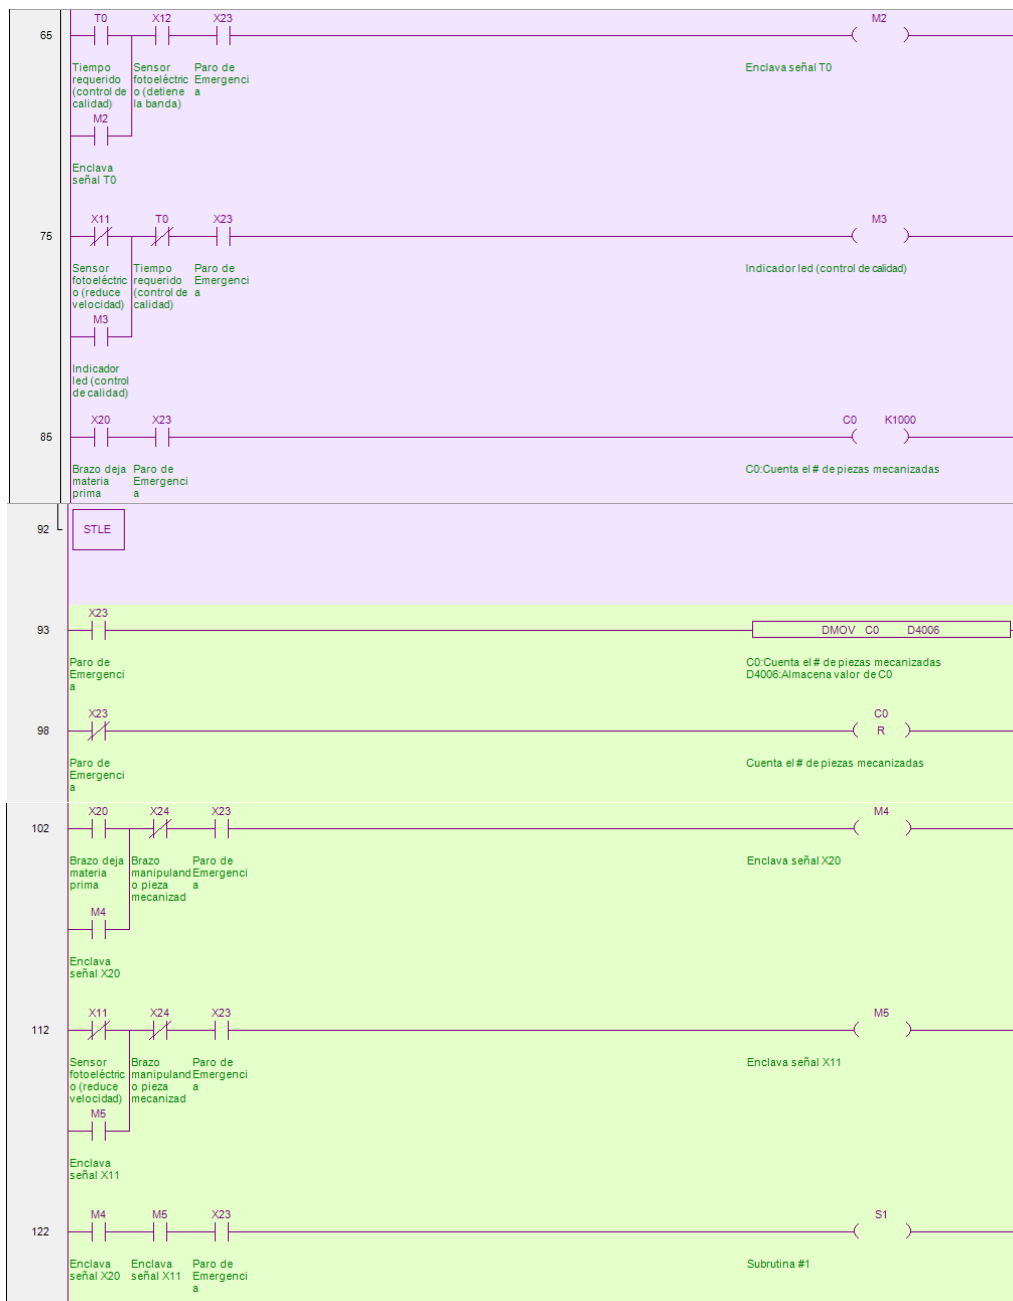 T0 X12 X23 M2
65
Tiempo Sensor Paro de Enclava señal T0
requerido fotoeléctric Emergenci
(control de o (detiene a
calidad) la banda)
M2
Enclava
señal T0
X11 T0 X23 M3
75
Sensor Tiempo Paro de Indicador led (control de calidad)
fotoeléctric requerido Emergenci
o (reduce (control de a
velocidad) calidad)
M3
Indicador
led (control
de calidad)
X20 X23 C0 K1000
85
Brazo deja Paro de C0:Cuenta el # de piezas mecanizadas
materia Emergenci
prima a
92 STLE
X23
93 DMOV C0 D4006
Paro de C0:Cuenta el # de piezas mecanizadas
Emergenci D4006:Almacena valor de C0
a
X23 C0
98 R
Paro de Cuenta el # de piezas mecanizadas
Emergenci
a
X20 X24 X23 M4
102
Brazo deja Brazo Paro de Enclava señal X20
materia manipuland Emergenci
prima o pieza a
mecanizad
M4
Enclava
señal X20
X11 X24 X23 M5
112
Sensor Brazo Paro de Enclava señal X11
fotoeléctric manipuland Emergenci
o (reduce o pieza a
velocidad) mecanizad
M5
Enclava
señal X11
M4 M5 X23 S1
122
Enclava Enclava Paro de Subrutina #1
señal X20 señal X11 Emergenci
a